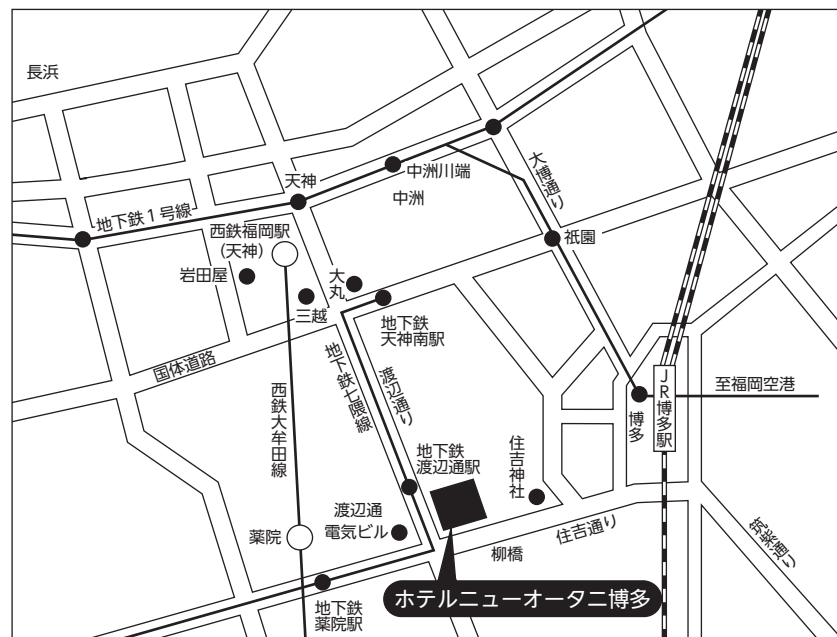 長浜
天神
中洲川端
中洲
大博通り
地下鉄1号線
西鉄福岡駅
(天神)
祇園
岩田屋
大丸
三越
地下鉄
天神南駅
国体道路
地下鉄七隈線
渡辺通り
西鉄大牟田線
JR博多駅
至福岡空港
博多
地下鉄
渡辺通駅
住吉神社
渡辺通
電気ビル
薬院
住吉通り
筑紫通り
柳橋
ホテルニューオータニ博多
地下鉄
薬院駅